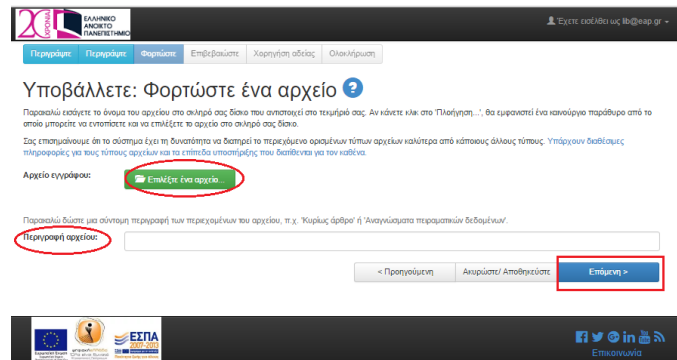 20 ΧΡΟΝΙΑ
ΕΛΛΗΝΙΚΟ
ΑΝΟΙΚΤΟ
ΠΑΝΕΠΙΣΤΗΜΙΟ
Έχετε εισέλθει ως lib@eap.gr
Περιγράψτε Περιγράψτε Φορτώστε Επιβεβαιώστε Χορήγηση αδείας Ολοκλήρωση
Υποβάλλετε: Φορτώστε ένα αρχείο ?
Παρακαλώ εισάγετε το όνομα του αρχείου στο σκληρό σας δίσκο που αντιστοιχεί στο τεκμήριό σας. Αν κάνετε κλικ στο 'Πλοήγηση...', θα εμφανιστεί ένα καινούργιο παράθυρο από το
οποίο μπορείτε να εντοπίσετε και να επιλέξετε το αρχείο στο σκληρό σας δίσκο.
Σας επισημαίνουμε ότι το σύστημα έχει τη δυνατότητα να διατηρεί το περιεχόμενο ορισμένων τύπων αρχείων καλύτερα από κάποιους άλλους τύπους. Υπάρχουν διαθέσιμες
πληροφορίες για τους τύπους αρχείων και τα επίπεδα υποστήριξης που διατίθενται για τον καθένα.
Αρχείο εγγράφου: Επιλέξτε ένα αρχείο...
Παρακαλώ δώστε μια σύντομη περιγραφή των περιεχομένων του αρχείου, π.χ. 'Κυρίως άρθρο' ή 'Αναγνώσματα πειραματικών δεδομένων'.
Περιγραφή αρχείου:
< Προηγούμενη Ακυρώστε/ Αποθηκεύστε Επόμενη >
ΕΣΠΑ
2007-2013
Επικοινωνία